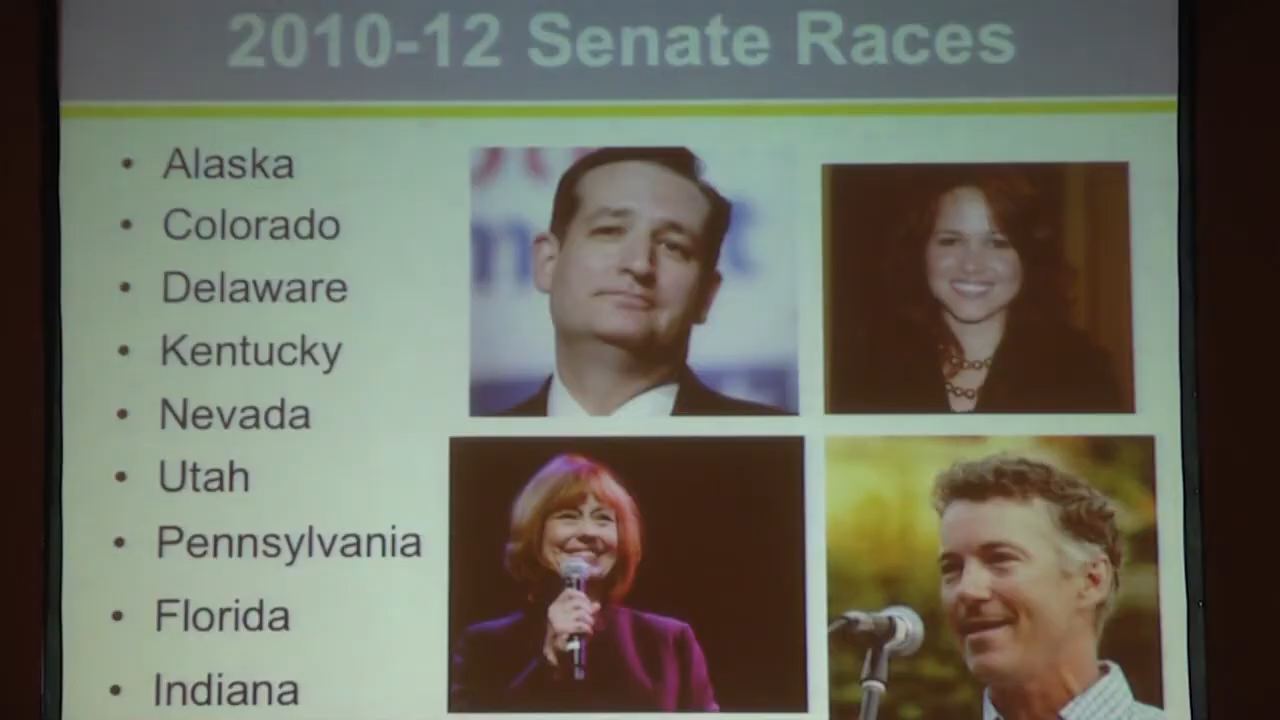 2010-12 Senate Races
• Alaska
• Colorado
• Delaware
• Kentucky
• Nevada
• Utah
• Pennsylvania
• Florida
• Indiana